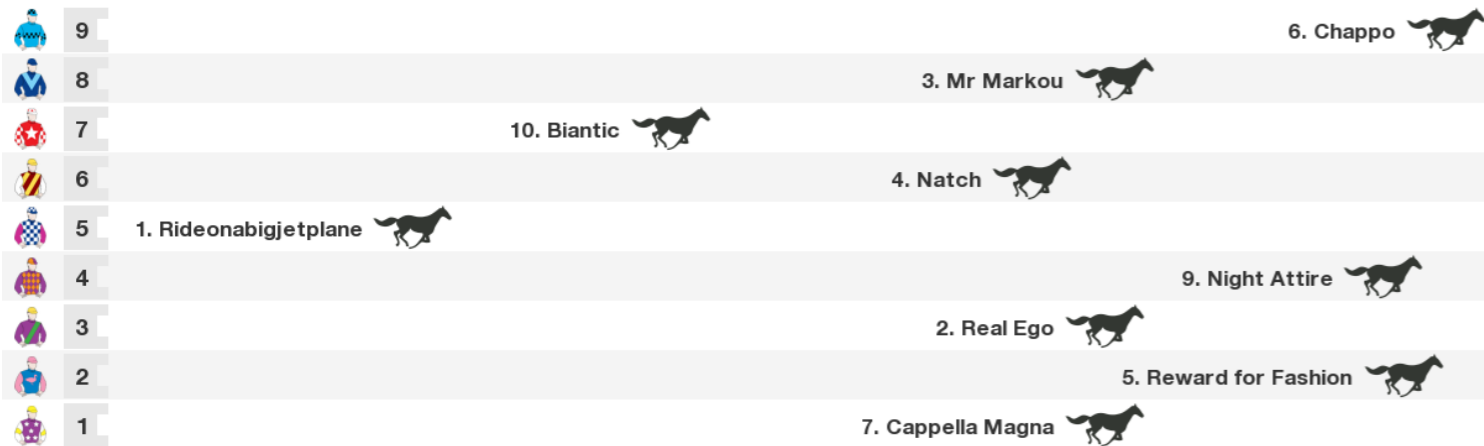 9 6. Chappo
8 3. Mr Markou
7 10. Biantic
6 4. Natch
5 1. Rideonabigjetplane
4 9. Night Attire
3 2. Real Ego
2 5. Reward for Fashion
1 7. Cappella Magna